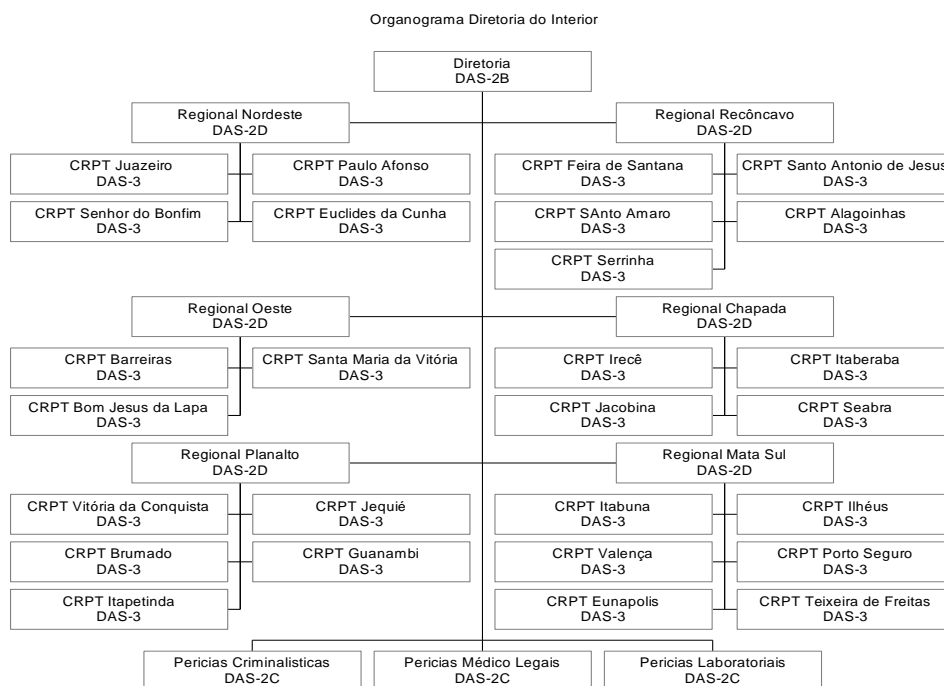 Organograma Diretoria do Interior
Diretoria
DAS-2B
Regional Nordeste
DAS-2D
Regional Recôncavo
DAS-2D
CRPT Juazeiro
DAS-3
CRPT Paulo Afonso
DAS-3
CRPT Feira de Santana
DAS-3
CRPT Santo Antonio de Jesus
DAS-3
CRPT Senhor do Bonfim
DAS-3
CRPT Euclides da Cunha
DAS-3
CRPT SAnto Amaro
DAS-3
CRPT Alagoinhas
DAS-3
CRPT Serrinha
DAS-3
Regional Oeste
DAS-2D
Regional Chapada
DAS-2D
CRPT Barreiras
DAS-3
CRPT Santa Maria da Vitória
DAS-3
CRPT Irecê
DAS-3
CRPT Itaberaba
DAS-3
CRPT Bom Jesus da Lapa
DAS-3
CRPT Jacobina
DAS-3
CRPT Seabra
DAS-3
Regional Planalto
DAS-2D
Regional Mata Sul
DAS-2D
CRPT Vitória da Conquista
DAS-3
CRPT Jequié
DAS-3
CRPT Itabuna
DAS-3
CRPT Ilhéus
DAS-3
CRPT Brumado
DAS-3
CRPT Guanambi
DAS-3
CRPT Valença
DAS-3
CRPT Porto Seguro
DAS-3
CRPT Itapetinda
DAS-3
CRPT Eunapolis
DAS-3
CRPT Teixeira de Freitas
DAS-3
Pericias Criminalisticas
DAS-2C
Pericias Médico Legais
DAS-2C
Pericias Laboratoriais
DAS-2C